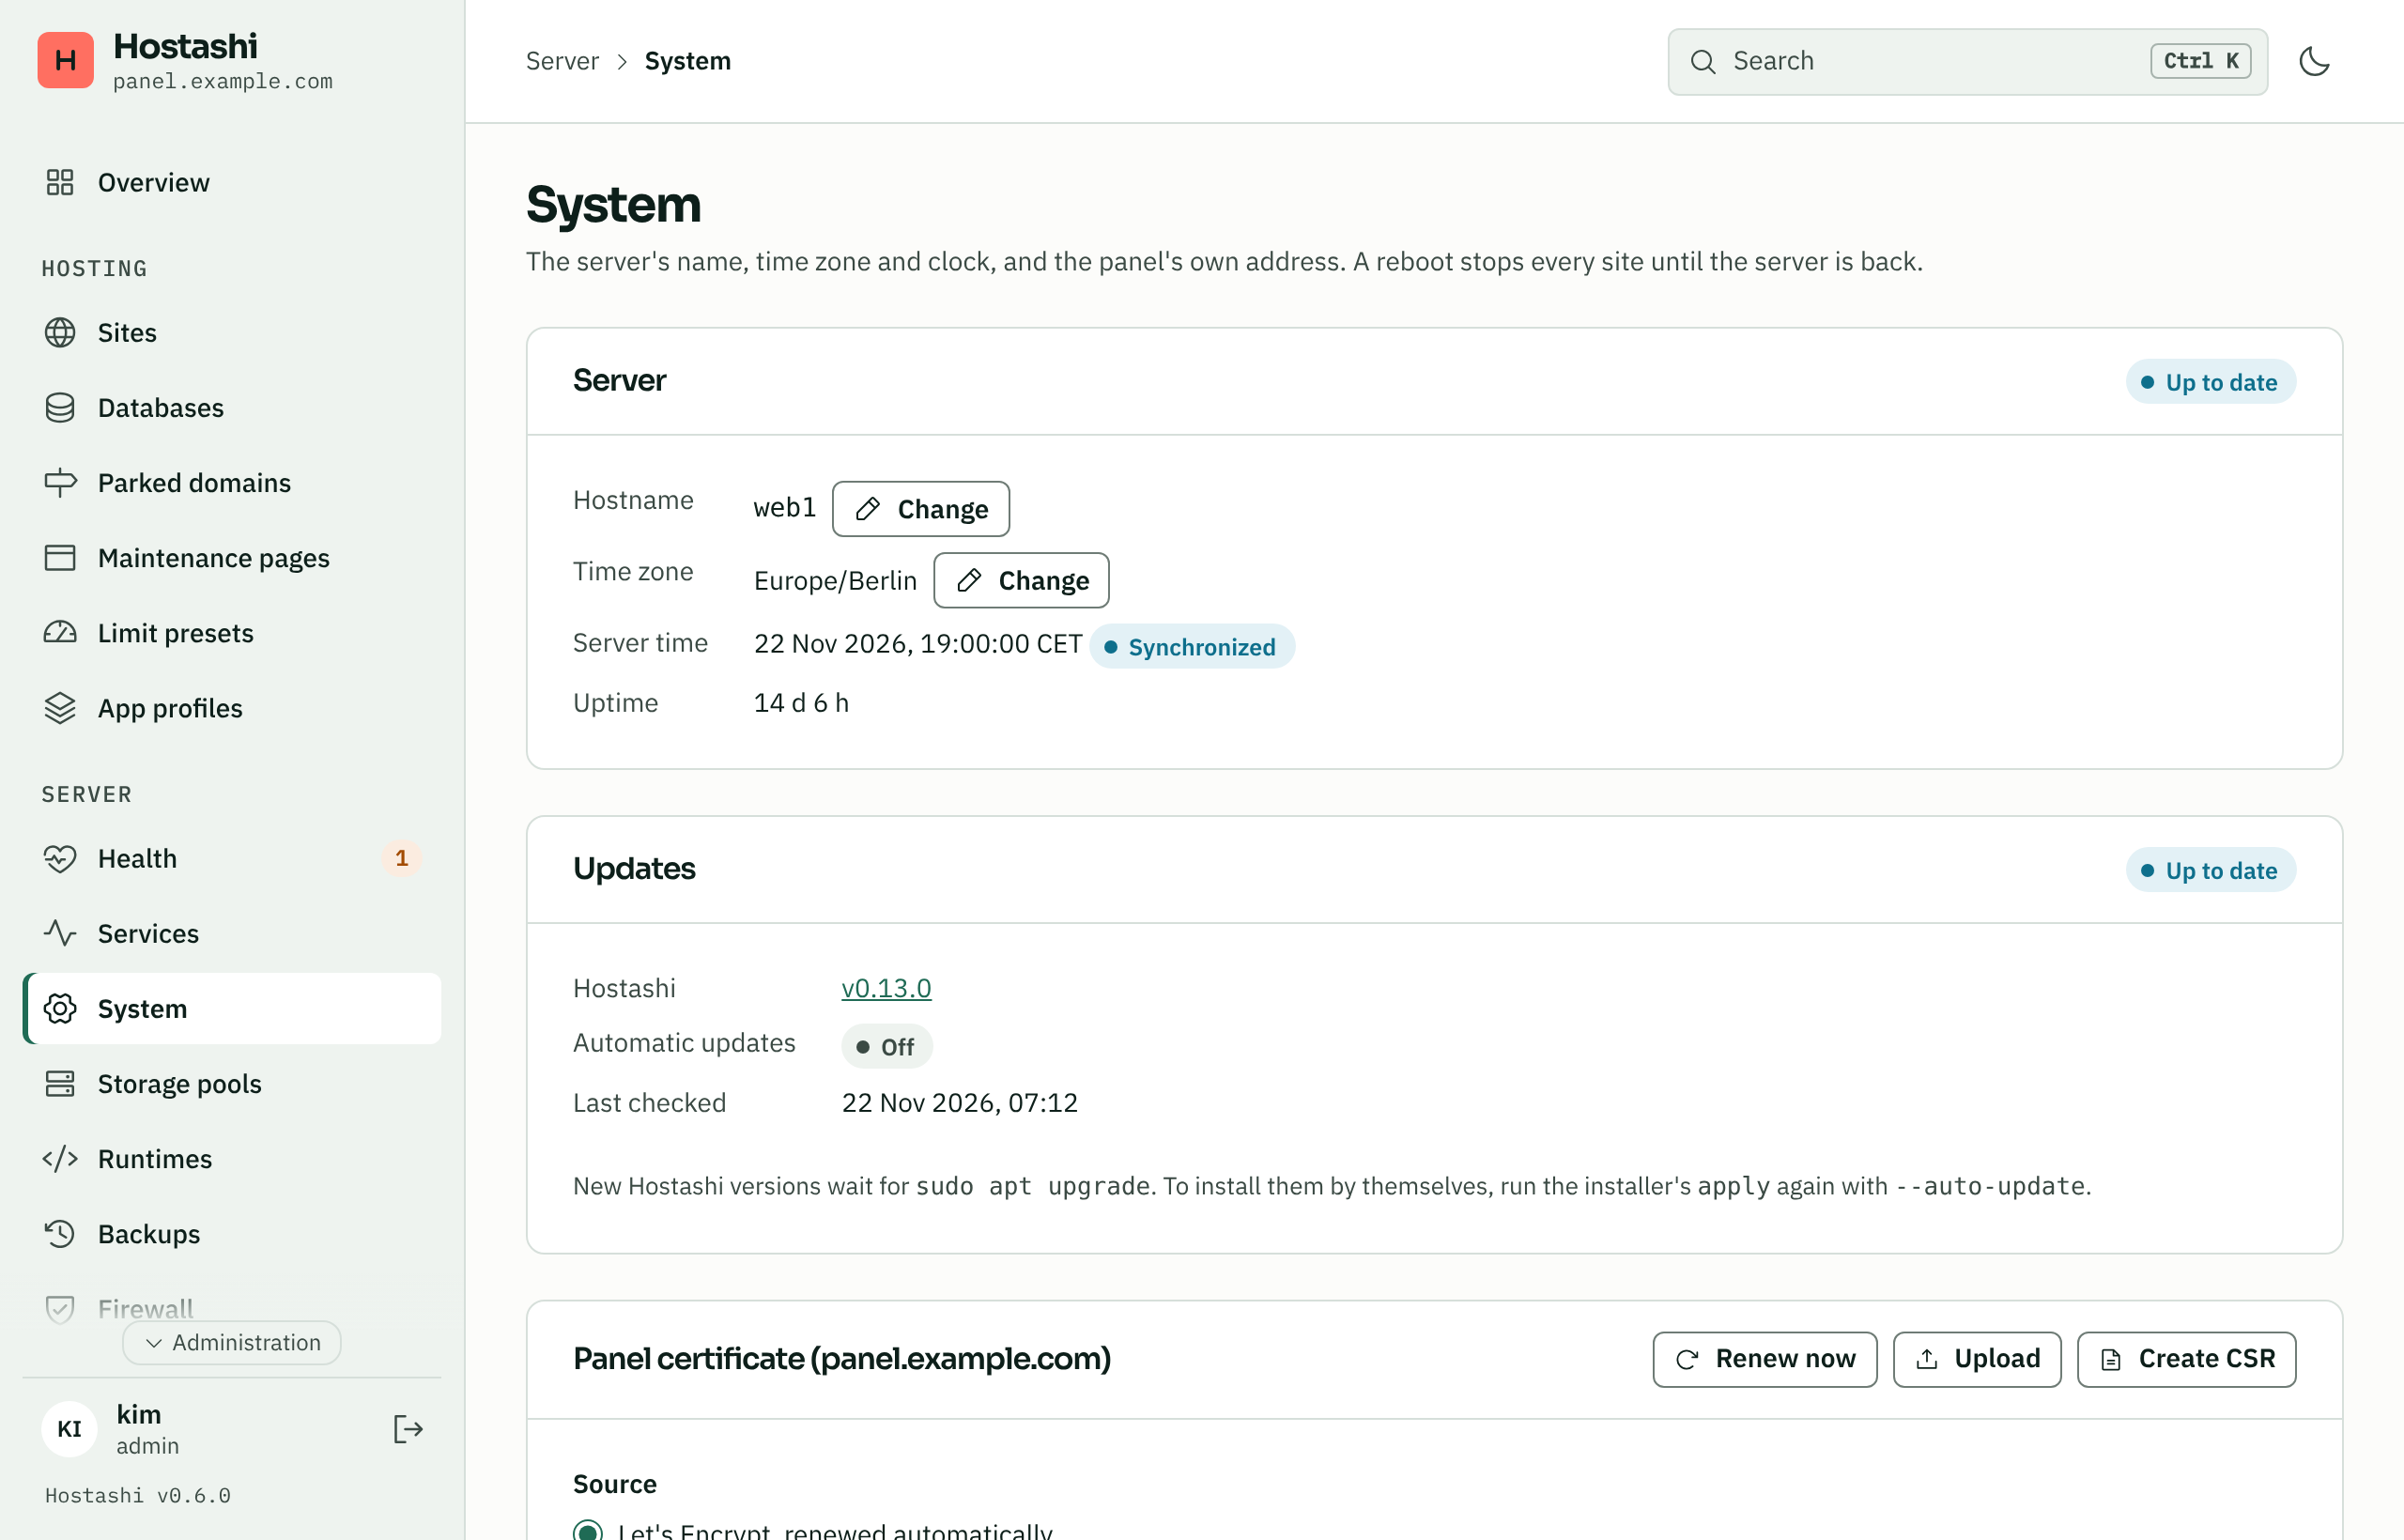 H
Hostashi
panel.example.com
Overview
HOSTING
Sites
Databases
Parked domains
Maintenance pages
Limit presets
App profiles
SERVER
Health 1
Services
System
Storage pools
Runtimes
Backups
Firewall
Administration
KI
kim
admin
Hostashi v0.6.0
Server > System
Search Ctrl K
System
The server's name, time zone and clock, and the panel's own address. A reboot stops every site until the server is back.
Server Up to date
Hostname web1 Change
Time zone Europe/Berlin Change
Server time 22 Nov 2026, 19:00:00 CET Synchronized
Uptime 14 d 6 h
Updates Up to date
Hostashi v0.13.0
Automatic updates Off
Last checked 22 Nov 2026, 07:12
New Hostashi versions wait for sudo apt upgrade. To install them by themselves, run the installer's apply again with --auto-update.
Panel certificate (panel.example.com) Renew now Upload Create CSR
Source
Let's Encrypt, renewed automatically